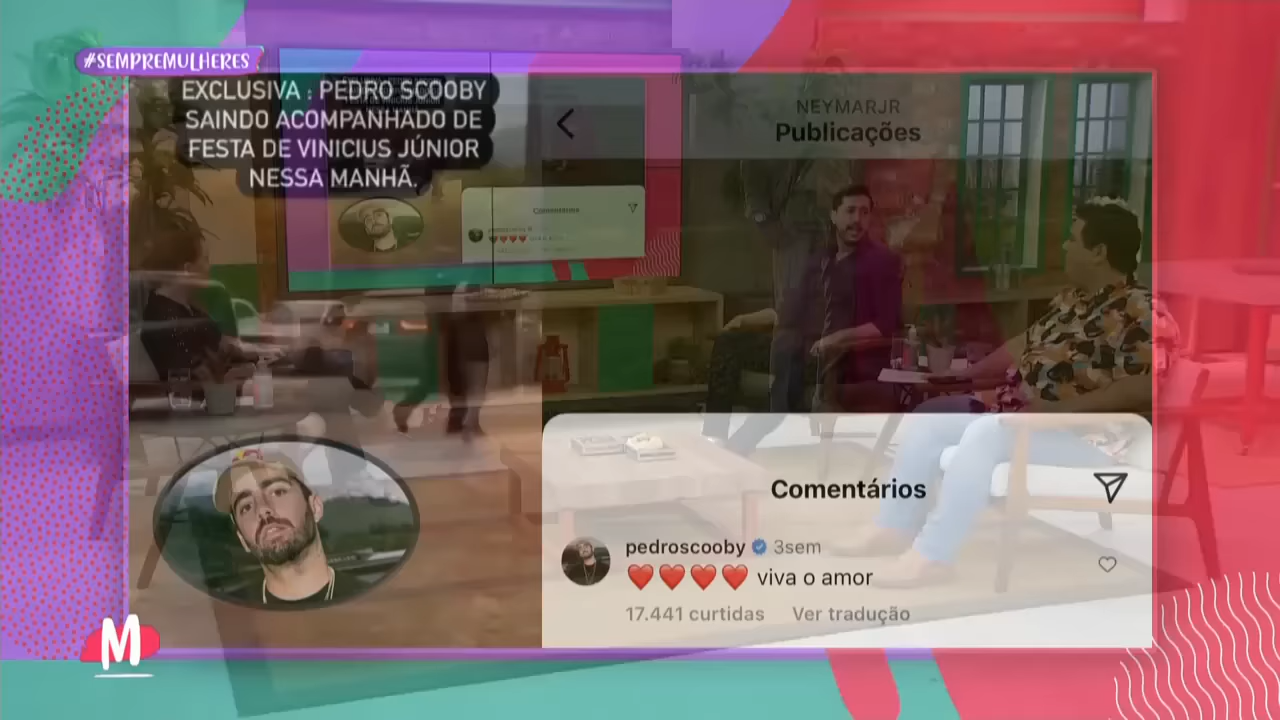 #SEMPREMULHERES
EXCLUSIVA : PEDRO SCOOBY
SAINDO ACOMPANHADO DE
FESTA DE VINICIUS JÚNIOR
NESSA MANHÃ.
NEYMARJR
Publicações
Comentários
Comentários
pedroscooby 3sem
viva o amor
17.441 curtidas Ver tradução
M